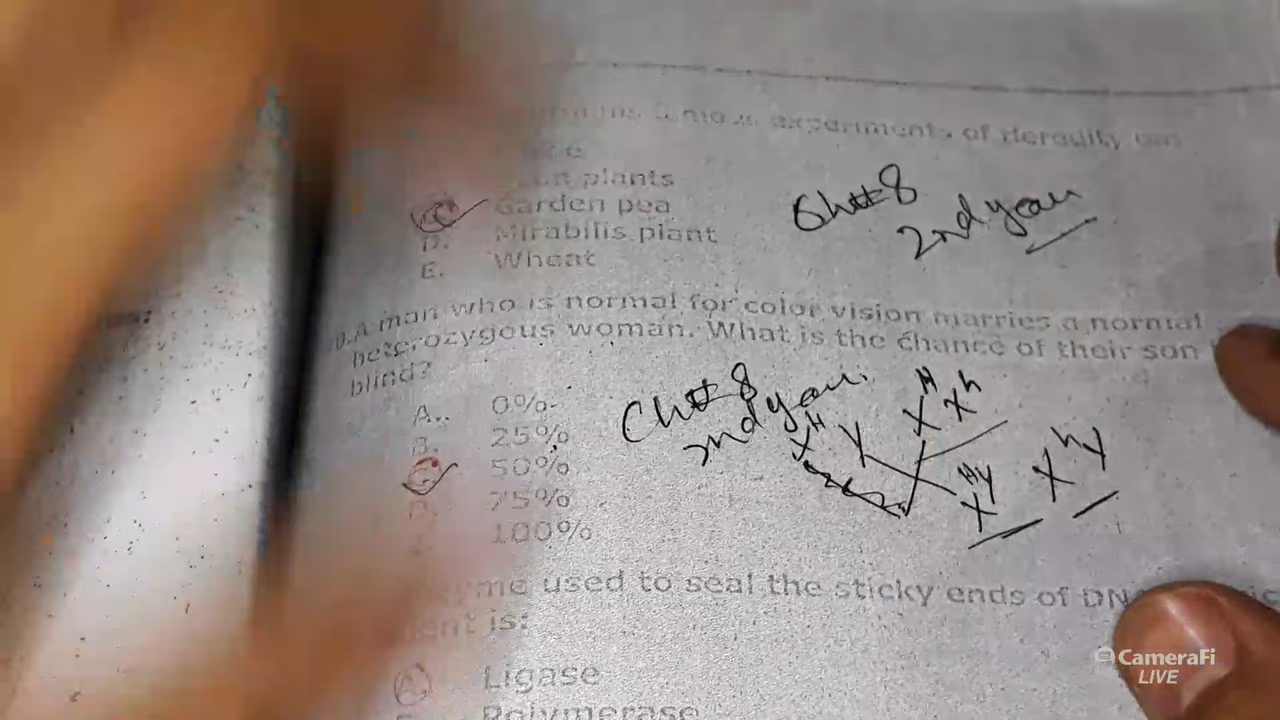 experiments of Heredity
plants
C. Garden pea
D. Mirabilis plant
E. Wheat
Ch#8
2nd year
A man who is normal for color vision marries a normal
heterozygous woman. What is the chance of their son
blind?
A. 0%
B. 25%
C. 50%
D. 75%
100%
Ch#8
2nd year.
X^H Y X^H X^h
X^H Y X^h Y
used to seal the sticky ends of
is:
A Ligase
Polymerase
CameraFi
LIVE